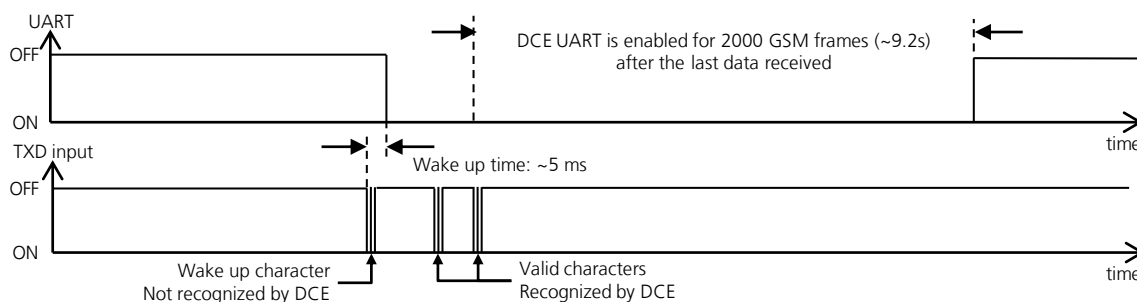 UART
DCE UART is enabled for 2000 GSM frames (~9.2s)
after the last data received
OFF
ON
time
TXD input
Wake up time: ~5 ms
OFF
ON
time
Wake up character
Not recognized by DCE
Valid characters
Recognized by DCE